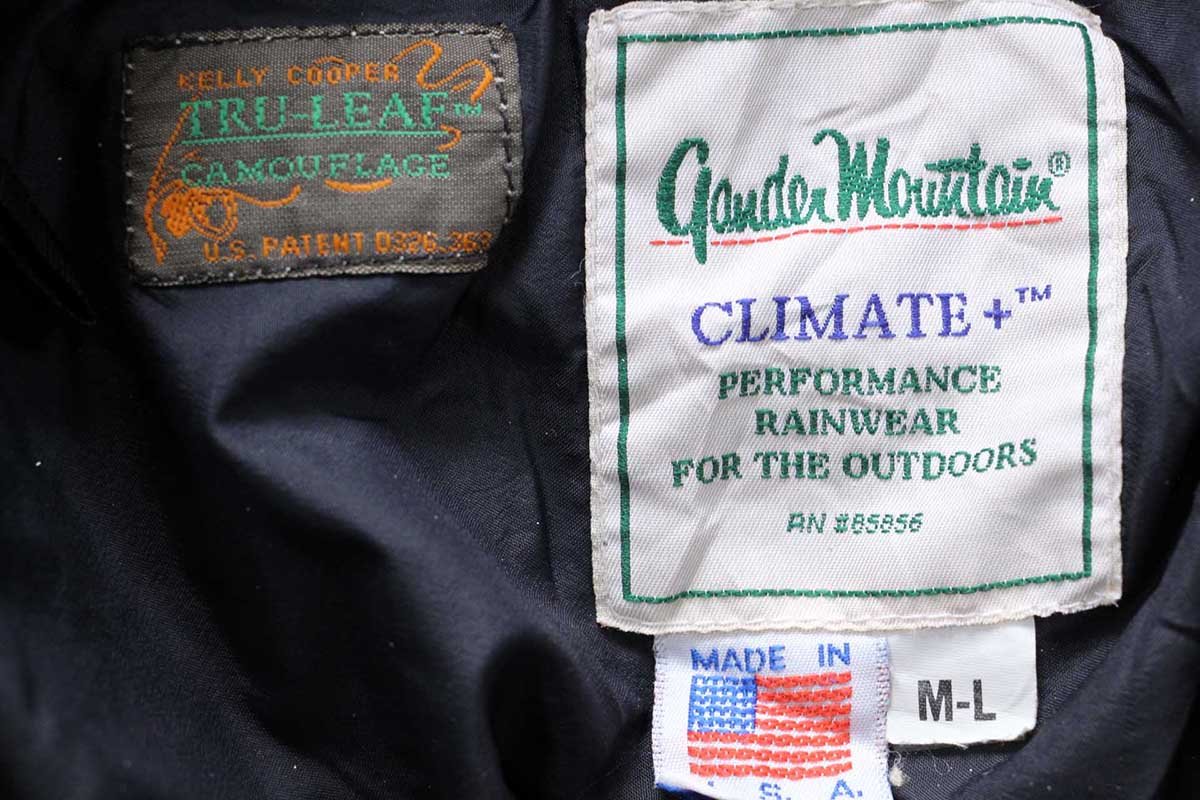 KELLY COOPER
TRU-LEAF™
CAMOUFLAGE
U.S. PATENT D326,363
Gander Mountain®
CLIMATE +™
PERFORMANCE
RAINWEAR
FOR THE OUTDOORS
RN #85856
MADE IN
U.S.A.
M-L